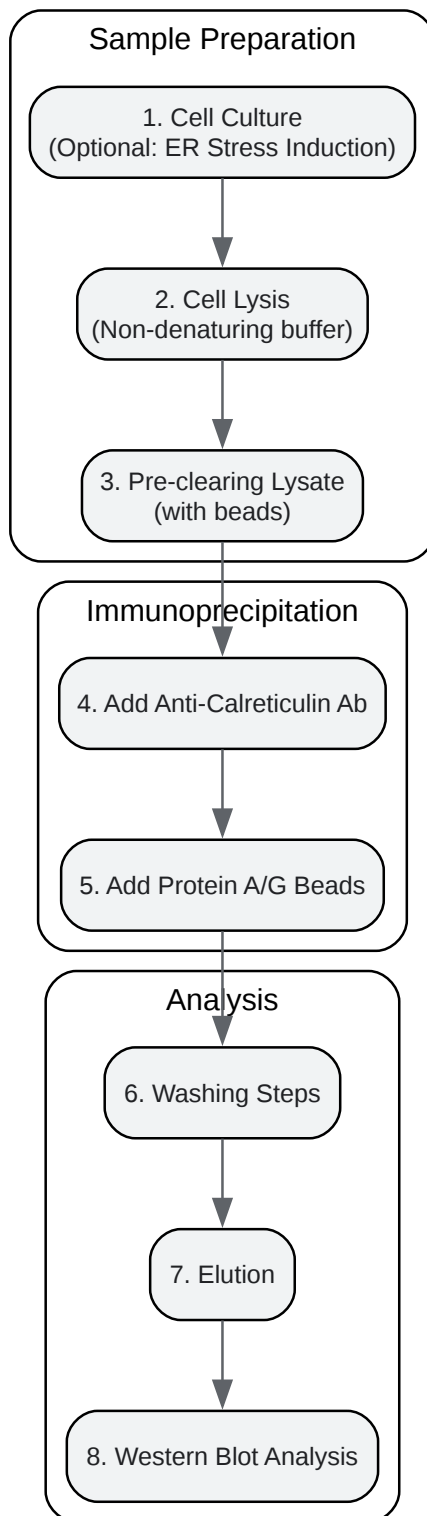 Sample Preparation
1. Cell Culture
(Optional: ER Stress Induction)
2. Cell Lysis
(Non-denaturing buffer)
3. Pre-clearing Lysate
(with beads)
Immunoprecipitation
4. Add Anti-Calreticulin Ab
5. Add Protein A/G Beads
Analysis
6. Washing Steps
7. Elution
8. Western Blot Analysis